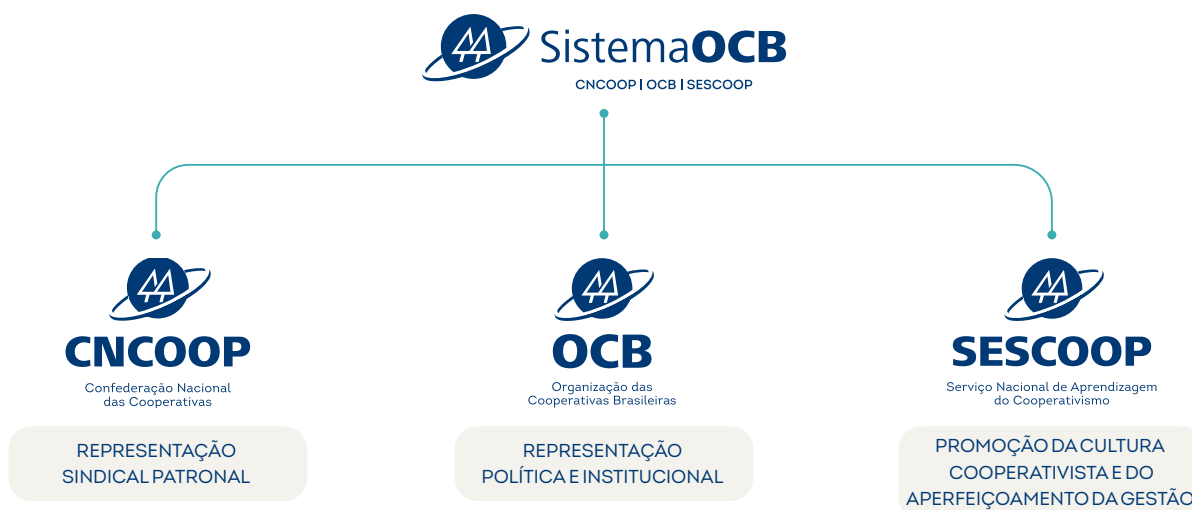 SistemaOCB
CNCOOP | OCB | SESCOOP
CNCOOP
Confederação Nacional
das Cooperativas
REPRESENTAÇÃO
SINDICAL PATRONAL
OCB
Organização das
Cooperativas Brasileiras
REPRESENTAÇÃO
POLÍTICA E INSTITUCIONAL
SESCOOP
Serviço Nacional de Aprendizagem
do Cooperativismo
PROMOÇÃO DA CULTURA
COOPERATIVISTA E DO
APERFEIÇOAMENTO DA GESTÃO